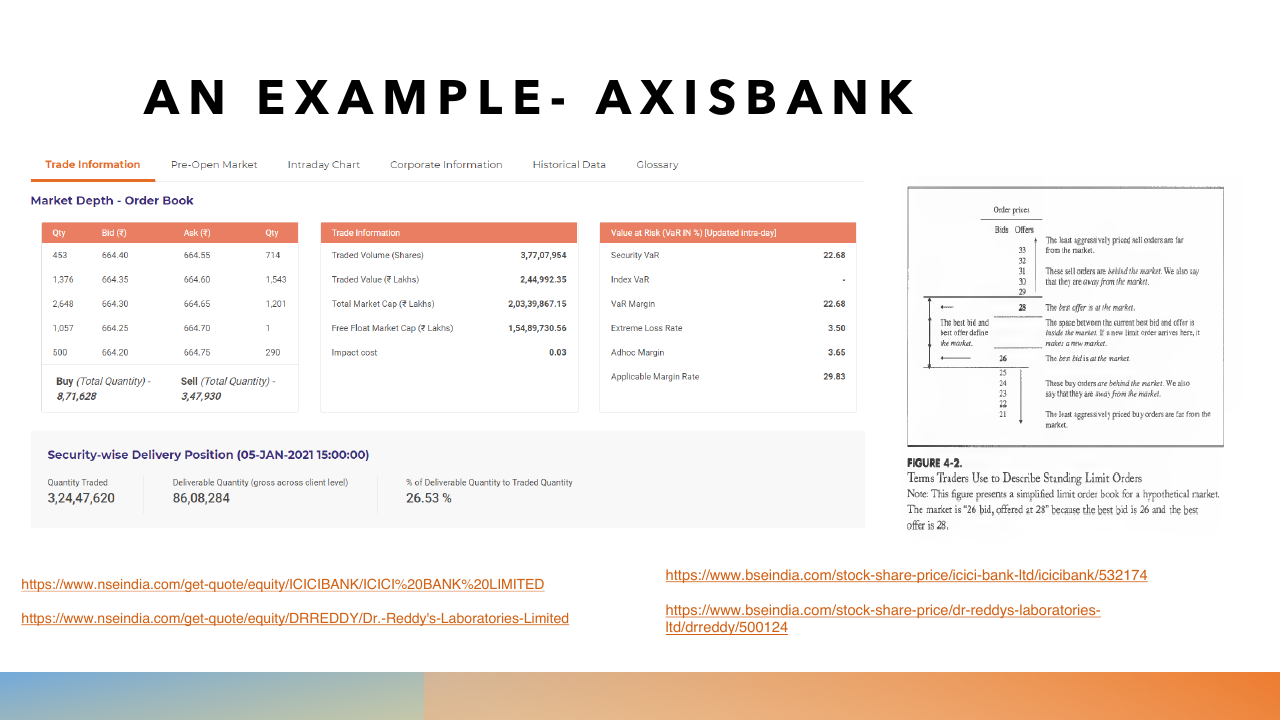 AN EXAMPLE- AXISBANK
Trade Information Pre-Open Market Intraday Chart Corporate Information Historical Data Glossary
Market Depth - Order Book
Qty Bid (₹) Ask (₹) Qty
453 664.40 664.55 714
1,376 664.35 664.60 1,543
2,648 664.30 664.65 1,201
1,057 664.25 664.70 1
500 664.20 664.75 290
Buy (Total Quantity) - Sell (Total Quantity) -
8,71,628 3,47,930
Trade Information
Traded Volume (Shares) 3,77,07,954
Traded Value (₹ Lakhs) 2,44,992.35
Total Market Cap (₹ Lakhs) 2,03,39,867.15
Free Float Market Cap (₹ Lakhs) 1,54,89,730.56
Impact cost 0.03
Value at Risk (VaR IN %) [Updated intra-day]
Security VaR 22.68
Index VaR -
VaR Margin 22.68
Extreme Loss Rate 3.50
Adhoc Margin 3.65
Applicable Margin Rate 29.83
Security-wise Delivery Position (05-JAN-2021 15:00:00)
Quantity Traded Deliverable Quantity (gross across client level) % of Deliverable Quantity to Traded Quantity
3,24,47,620 86,08,284 26.53 %
Order prices
Bids Offers
33
32
31
30
29
28
26
25
24
23
22
21
The least aggressively priced sell orders are far
from the market.
These sell orders are behind the market. We also say
that they are away from the market.
The best offer is at the market.
The best bid and
best offer define
the market.
The space between the current best bid and offer is
inside the market. If a new limit order arrives here, it
makes a new market.
The best bid is at the market.
These buy orders are behind the market. We also
say that they are away from the market.
The least aggressively priced buy orders are far from the
market.
FIGURE 4-2.
Terms Traders Use to Describe Standing Limit Orders
Note: This figure presents a simplified limit order book for a hypothetical market.
The market is "26 bid, offered at 28" because the best bid is 26 and the best
offer is 28.
https://www.nseindia.com/get-quote/equity/ICICIBANK/ICICI%20BANK%20LIMITED
https://www.nseindia.com/get-quote/equity/DRREDDY/Dr.-Reddy's-Laboratories-Limited
https://www.bseindia.com/stock-share-price/icici-bank-ltd/icicibank/532174
https://www.bseindia.com/stock-share-price/dr-reddys-laboratories-
ltd/drreddy/500124